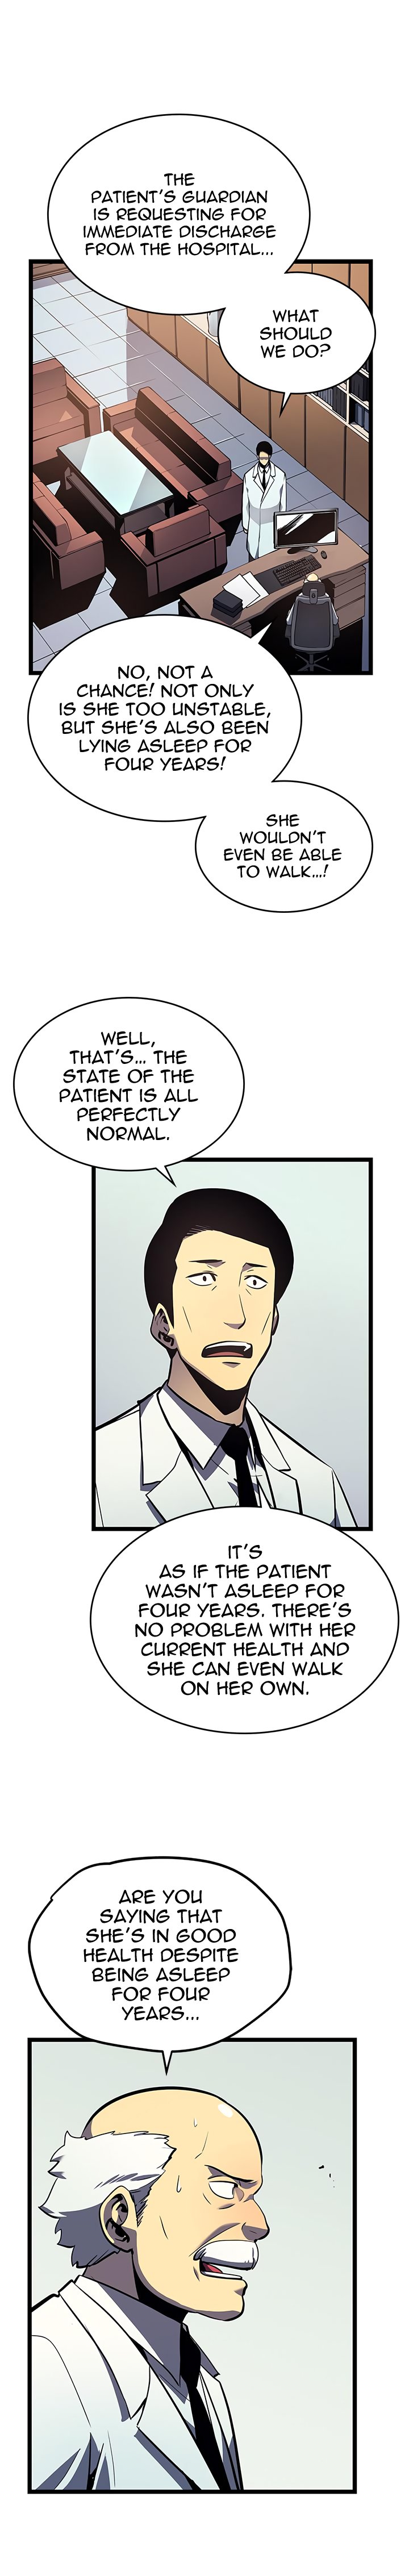 THE
PATIENT'S GUARDIAN
IS REQUESTING FOR
IMMEDIATE DISCHARGE
FROM THE HOSPITAL...
WHAT
SHOULD
WE DO?
NO, NOT A
CHANCE! NOT ONLY
IS SHE TOO UNSTABLE,
BUT SHE'S ALSO BEEN
LYING ASLEEP FOR
FOUR YEARS!
SHE
WOULDN'T
EVEN BE ABLE
TO WALK...!
WELL,
THAT'S... THE
STATE OF THE
PATIENT IS ALL
PERFECTLY
NORMAL.
IT'S
AS IF THE PATIENT
WASN'T ASLEEP FOR
FOUR YEARS. THERE'S
NO PROBLEM WITH HER
CURRENT HEALTH AND
SHE CAN EVEN WALK
ON HER OWN.
ARE YOU
SAYING THAT
SHE'S IN GOOD
HEALTH DESPITE
BEING ASLEEP
FOR FOUR
YEARS...